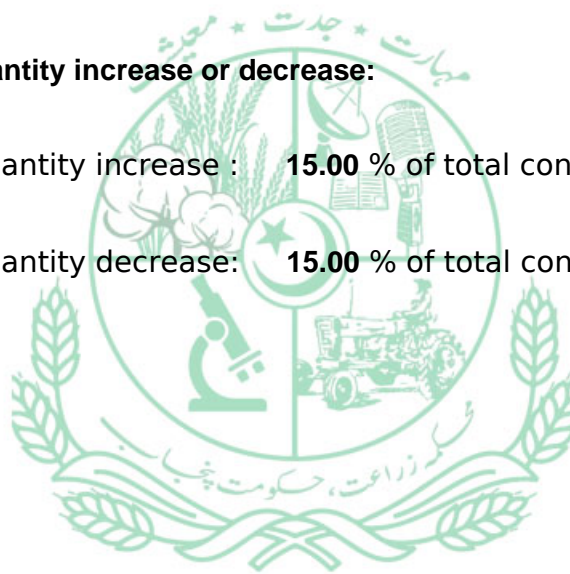 مہارت ٭ جدت ٭ معیشت
antity increase or decrease:
antity increase : 15.00 % of total con
antity decrease: 15.00 % of total con
محکمہ زراعت، حکومت پنجاب